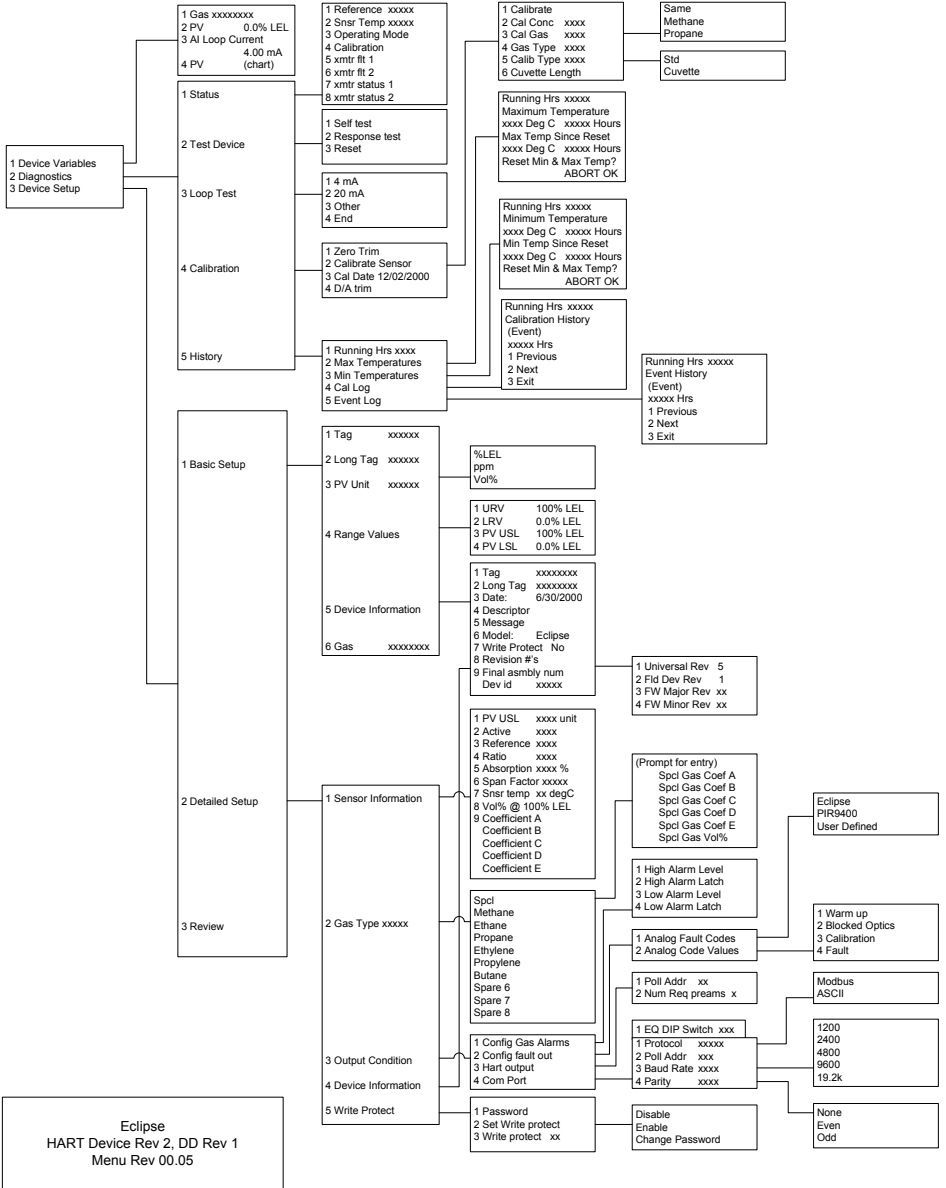 1 Device Variables
2 Diagnostics
3 Device Setup
1 Gas xxxxxxxx
2 PV 0.0% LEL
3 AI Loop Current
4.00 mA
4 PV (chart)
1 Status
2 Test Device
3 Loop Test
4 Calibration
5 History
1 Reference xxxxx
2 Snsr Temp xxxxx
3 Operating Mode
4 Calibration
5 xmtr flt 1
6 xmtr flt 2
7 xmtr status 1
8 xmtr status 2
1 Self test
2 Response test
3 Reset
1 4 mA
2 20 mA
3 Other
4 End
1 Zero Trim
2 Calibrate Sensor
3 Cal Date 12/02/2000
4 D/A trim
1 Running Hrs xxxx
2 Max Temperatures
3 Min Temperatures
4 Cal Log
5 Event Log
1 Calibrate
2 Cal Conc xxxx
3 Cal Gas xxxx
4 Gas Type xxxx
5 Calib Type xxxx
6 Cuvette Length
Same
Methane
Propane
Std
Cuvette
Running Hrs xxxxx
Maximum Temperature
xxxx Deg C xxxxx Hours
Max Temp Since Reset
xxxx Deg C xxxxx Hours
Reset Min & Max Temp?
ABORT OK
Running Hrs xxxxx
Minimum Temperature
xxxx Deg C xxxxx Hours
Min Temp Since Reset
xxxx Deg C xxxxx Hours
Reset Min & Max Temp?
ABORT OK
Running Hrs xxxxx
Calibration History
(Event)
xxxxx Hrs
1 Previous
2 Next
3 Exit
Running Hrs xxxxx
Event History
(Event)
xxxxx Hrs
1 Previous
2 Next
3 Exit
1 Basic Setup
2 Detailed Setup
3 Review
1 Tag xxxxxx
2 Long Tag xxxxxx
3 PV Unit xxxxxx
4 Range Values
5 Device Information
6 Gas xxxxxxxx
%LEL
ppm
Vol%
1 URV 100% LEL
2 LRV 0.0% LEL
3 PV USL 100% LEL
4 PV LSL 0.0% LEL
1 Tag xxxxxxxx
2 Long Tag xxxxxxxx
3 Date: 6/30/2000
4 Descriptor
5 Message
6 Model: Eclipse
7 Write Protect No
8 Revision #'s
9 Final asmbly num
Dev id xxxxx
1 Universal Rev 5
2 Fld Dev Rev 1
3 FW Major Rev xx
4 FW Minor Rev xx
1 Sensor Information
2 Gas Type xxxxx
3 Output Condition
4 Device Information
5 Write Protect
1 PV USL xxxx unit
2 Active xxxx
3 Reference xxxx
4 Ratio xxxx
5 Absorption xxxx %
6 Span Factor xxxxx
7 Snsr temp xx degC
8 Vol% @ 100% LEL
9 Coefficient A
Coefficient B
Coefficient C
Coefficient D
Coefficient E
Spcl
Methane
Ethane
Propane
Ethylene
Propylene
Butane
Spare 6
Spare 7
Spare 8
(Prompt for entry)
Spcl Gas Coef A
Spcl Gas Coef B
Spcl Gas Coef C
Spcl Gas Coef D
Spcl Gas Coef E
Spcl Gas Vol%
1 Config Gas Alarms
2 Config fault out
3 Hart output
4 Com Port
1 High Alarm Level
2 High Alarm Latch
3 Low Alarm Level
4 Low Alarm Latch
1 Analog Fault Codes
2 Analog Code Values
Eclipse
PIR9400
User Defined
1 Warm up
2 Blocked Optics
3 Calibration
4 Fault
1 Poll Addr xx
2 Num Req preams x
1 EQ DIP Switch xxx
1 Protocol xxxxx
2 Poll Addr xxx
3 Baud Rate xxxx
4 Parity xxxx
Modbus
ASCII
1200
2400
4800
9600
19.2k
None
Even
Odd
1 Password
2 Set Write protect
3 Write protect xx
Disable
Enable
Change Password
Eclipse
HART Device Rev 2, DD Rev 1
Menu Rev 00.05